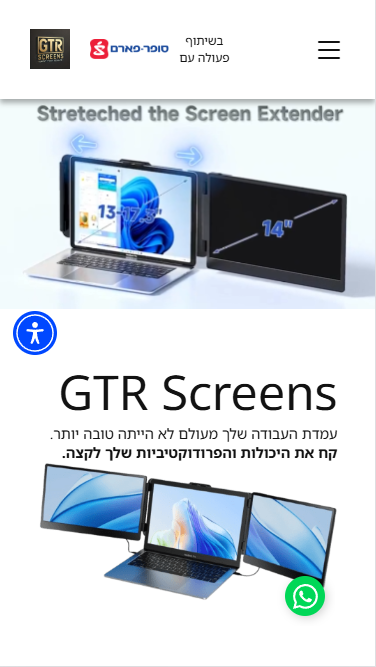 GTR
SCREENS
סופר-פארם
בשיתוף
פעולה עם
Streteched the Screen Extender
13-17.3"
14"
GTR Screens
עמדת העבודה שלך מעולם לא הייתה טובה יותר.
קח את היכולות והפרודוקטיביות שלך לקצה.